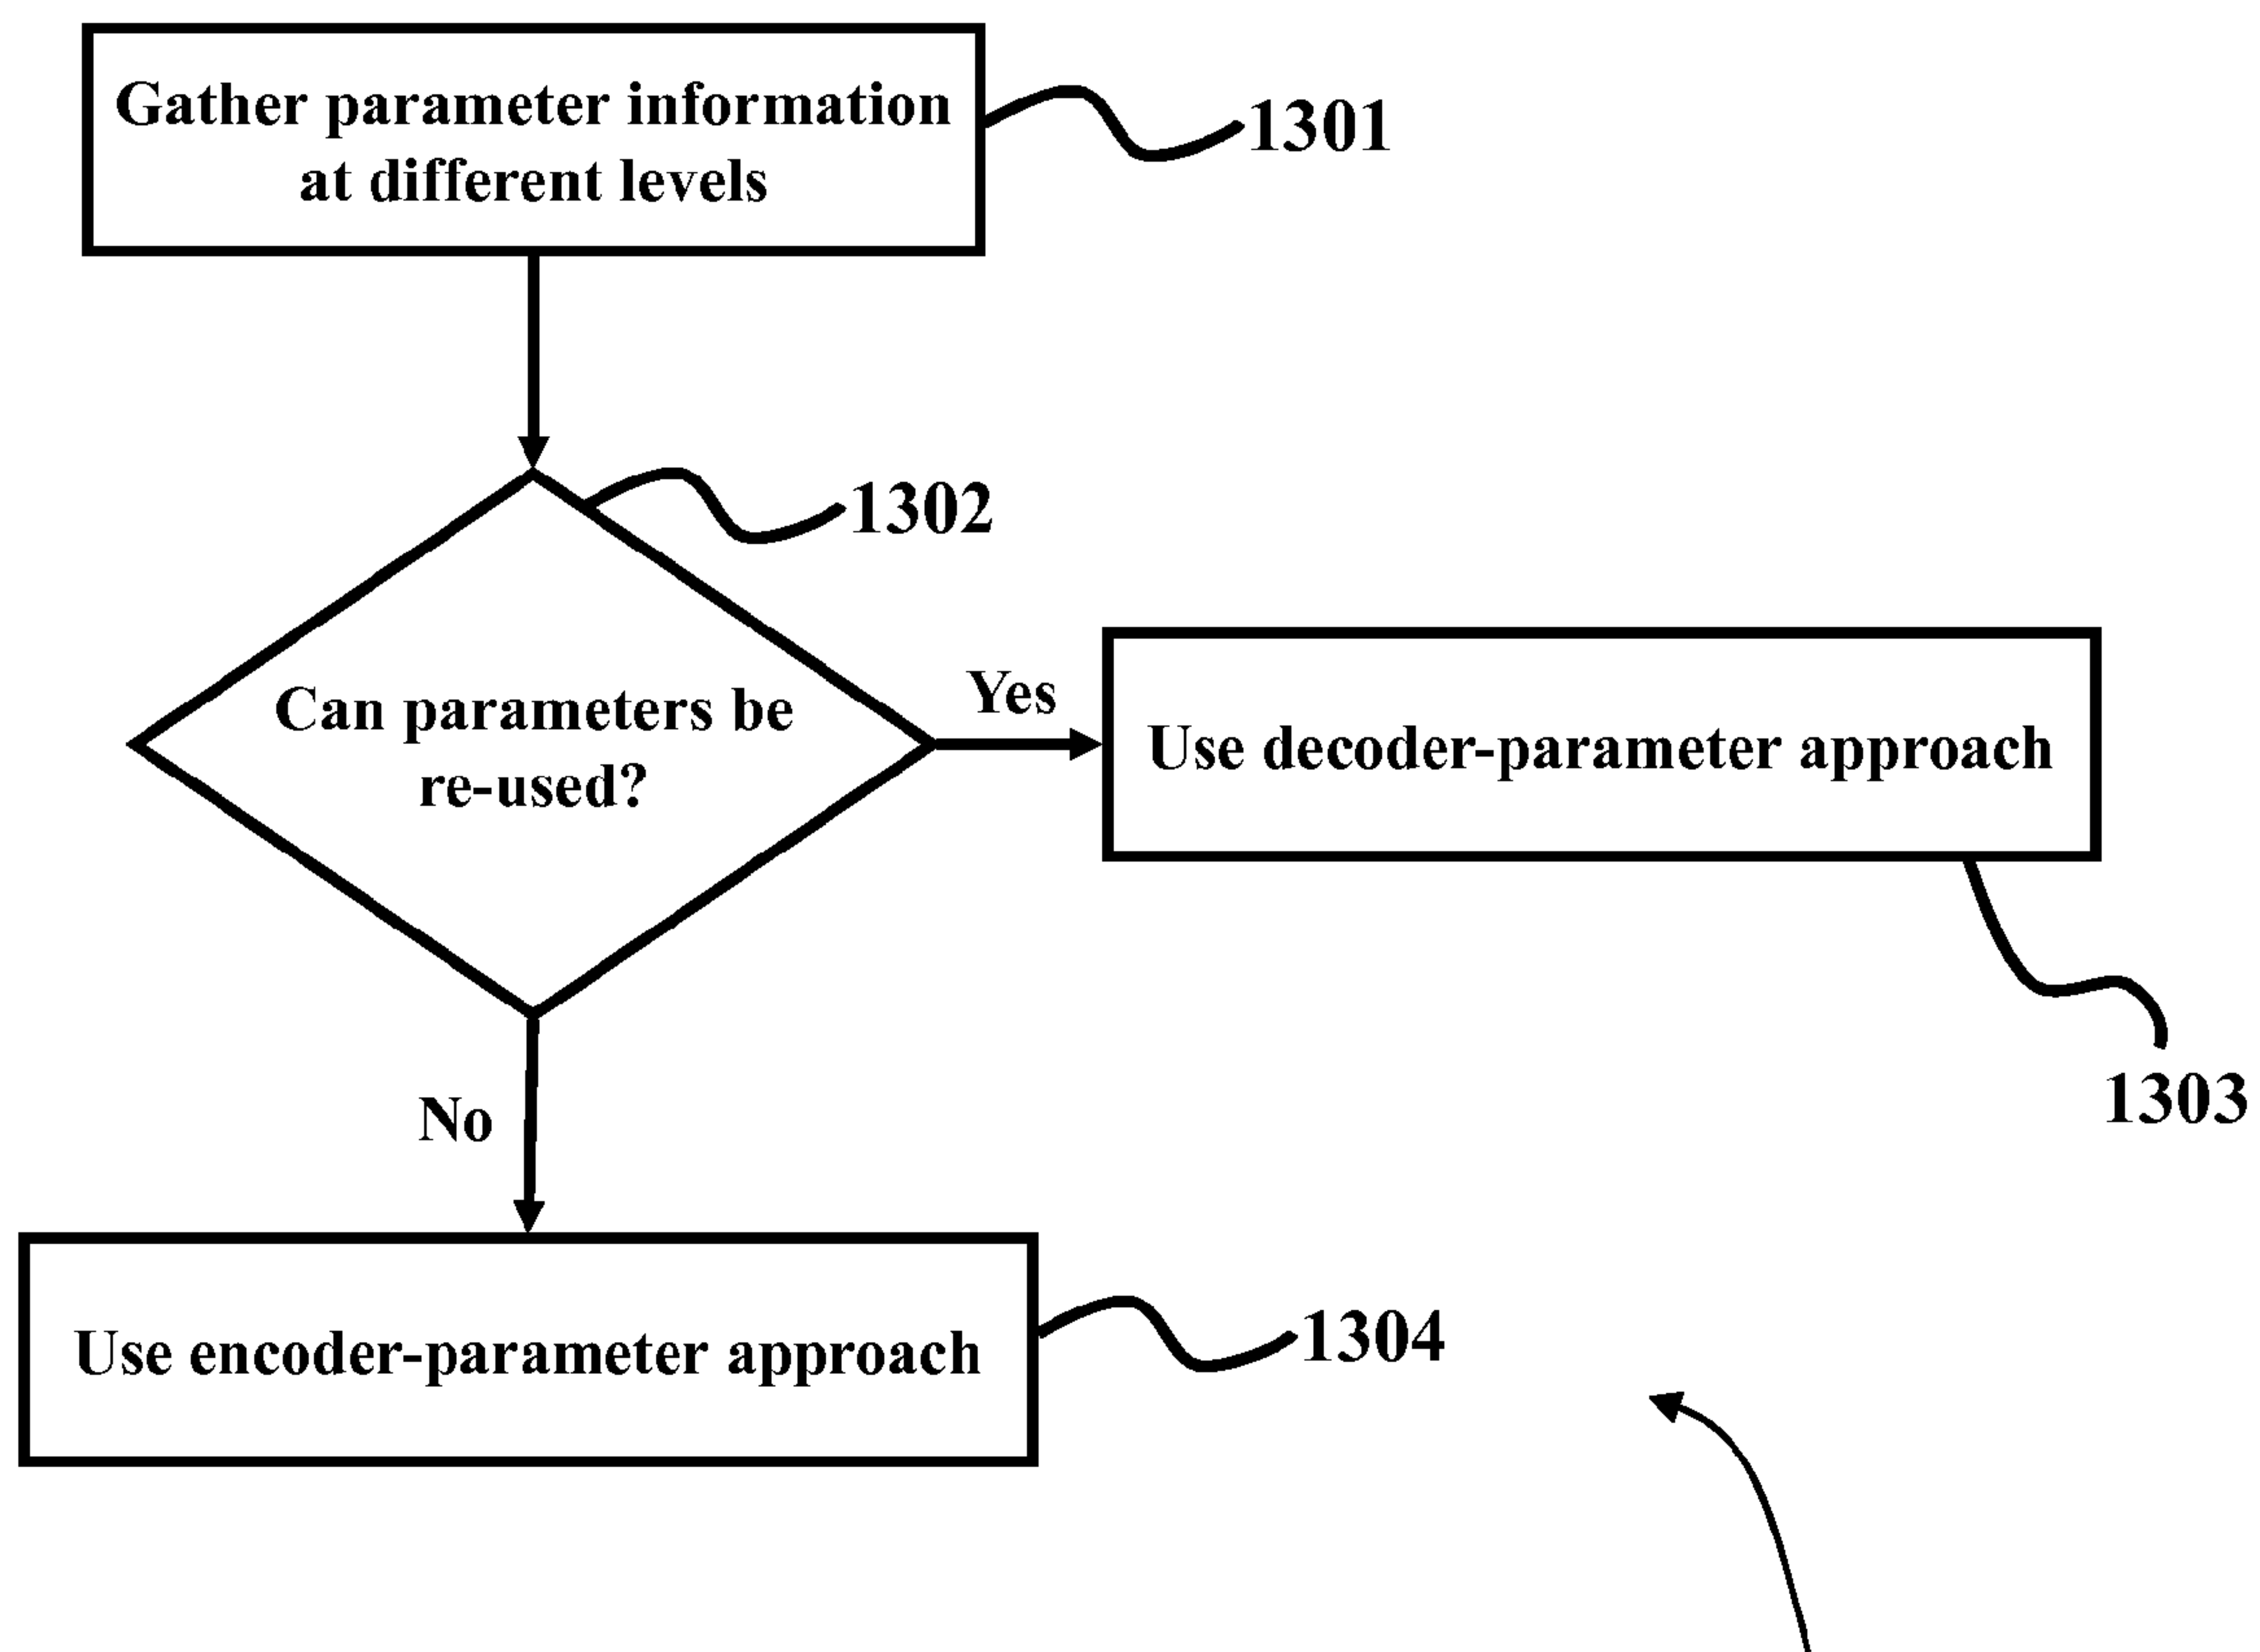 Gather parameter information
at different levels
1301
1302
Can parameters be
re-used?
Yes
Use decoder-parameter approach
1303
No
Use encoder-parameter approach
1304